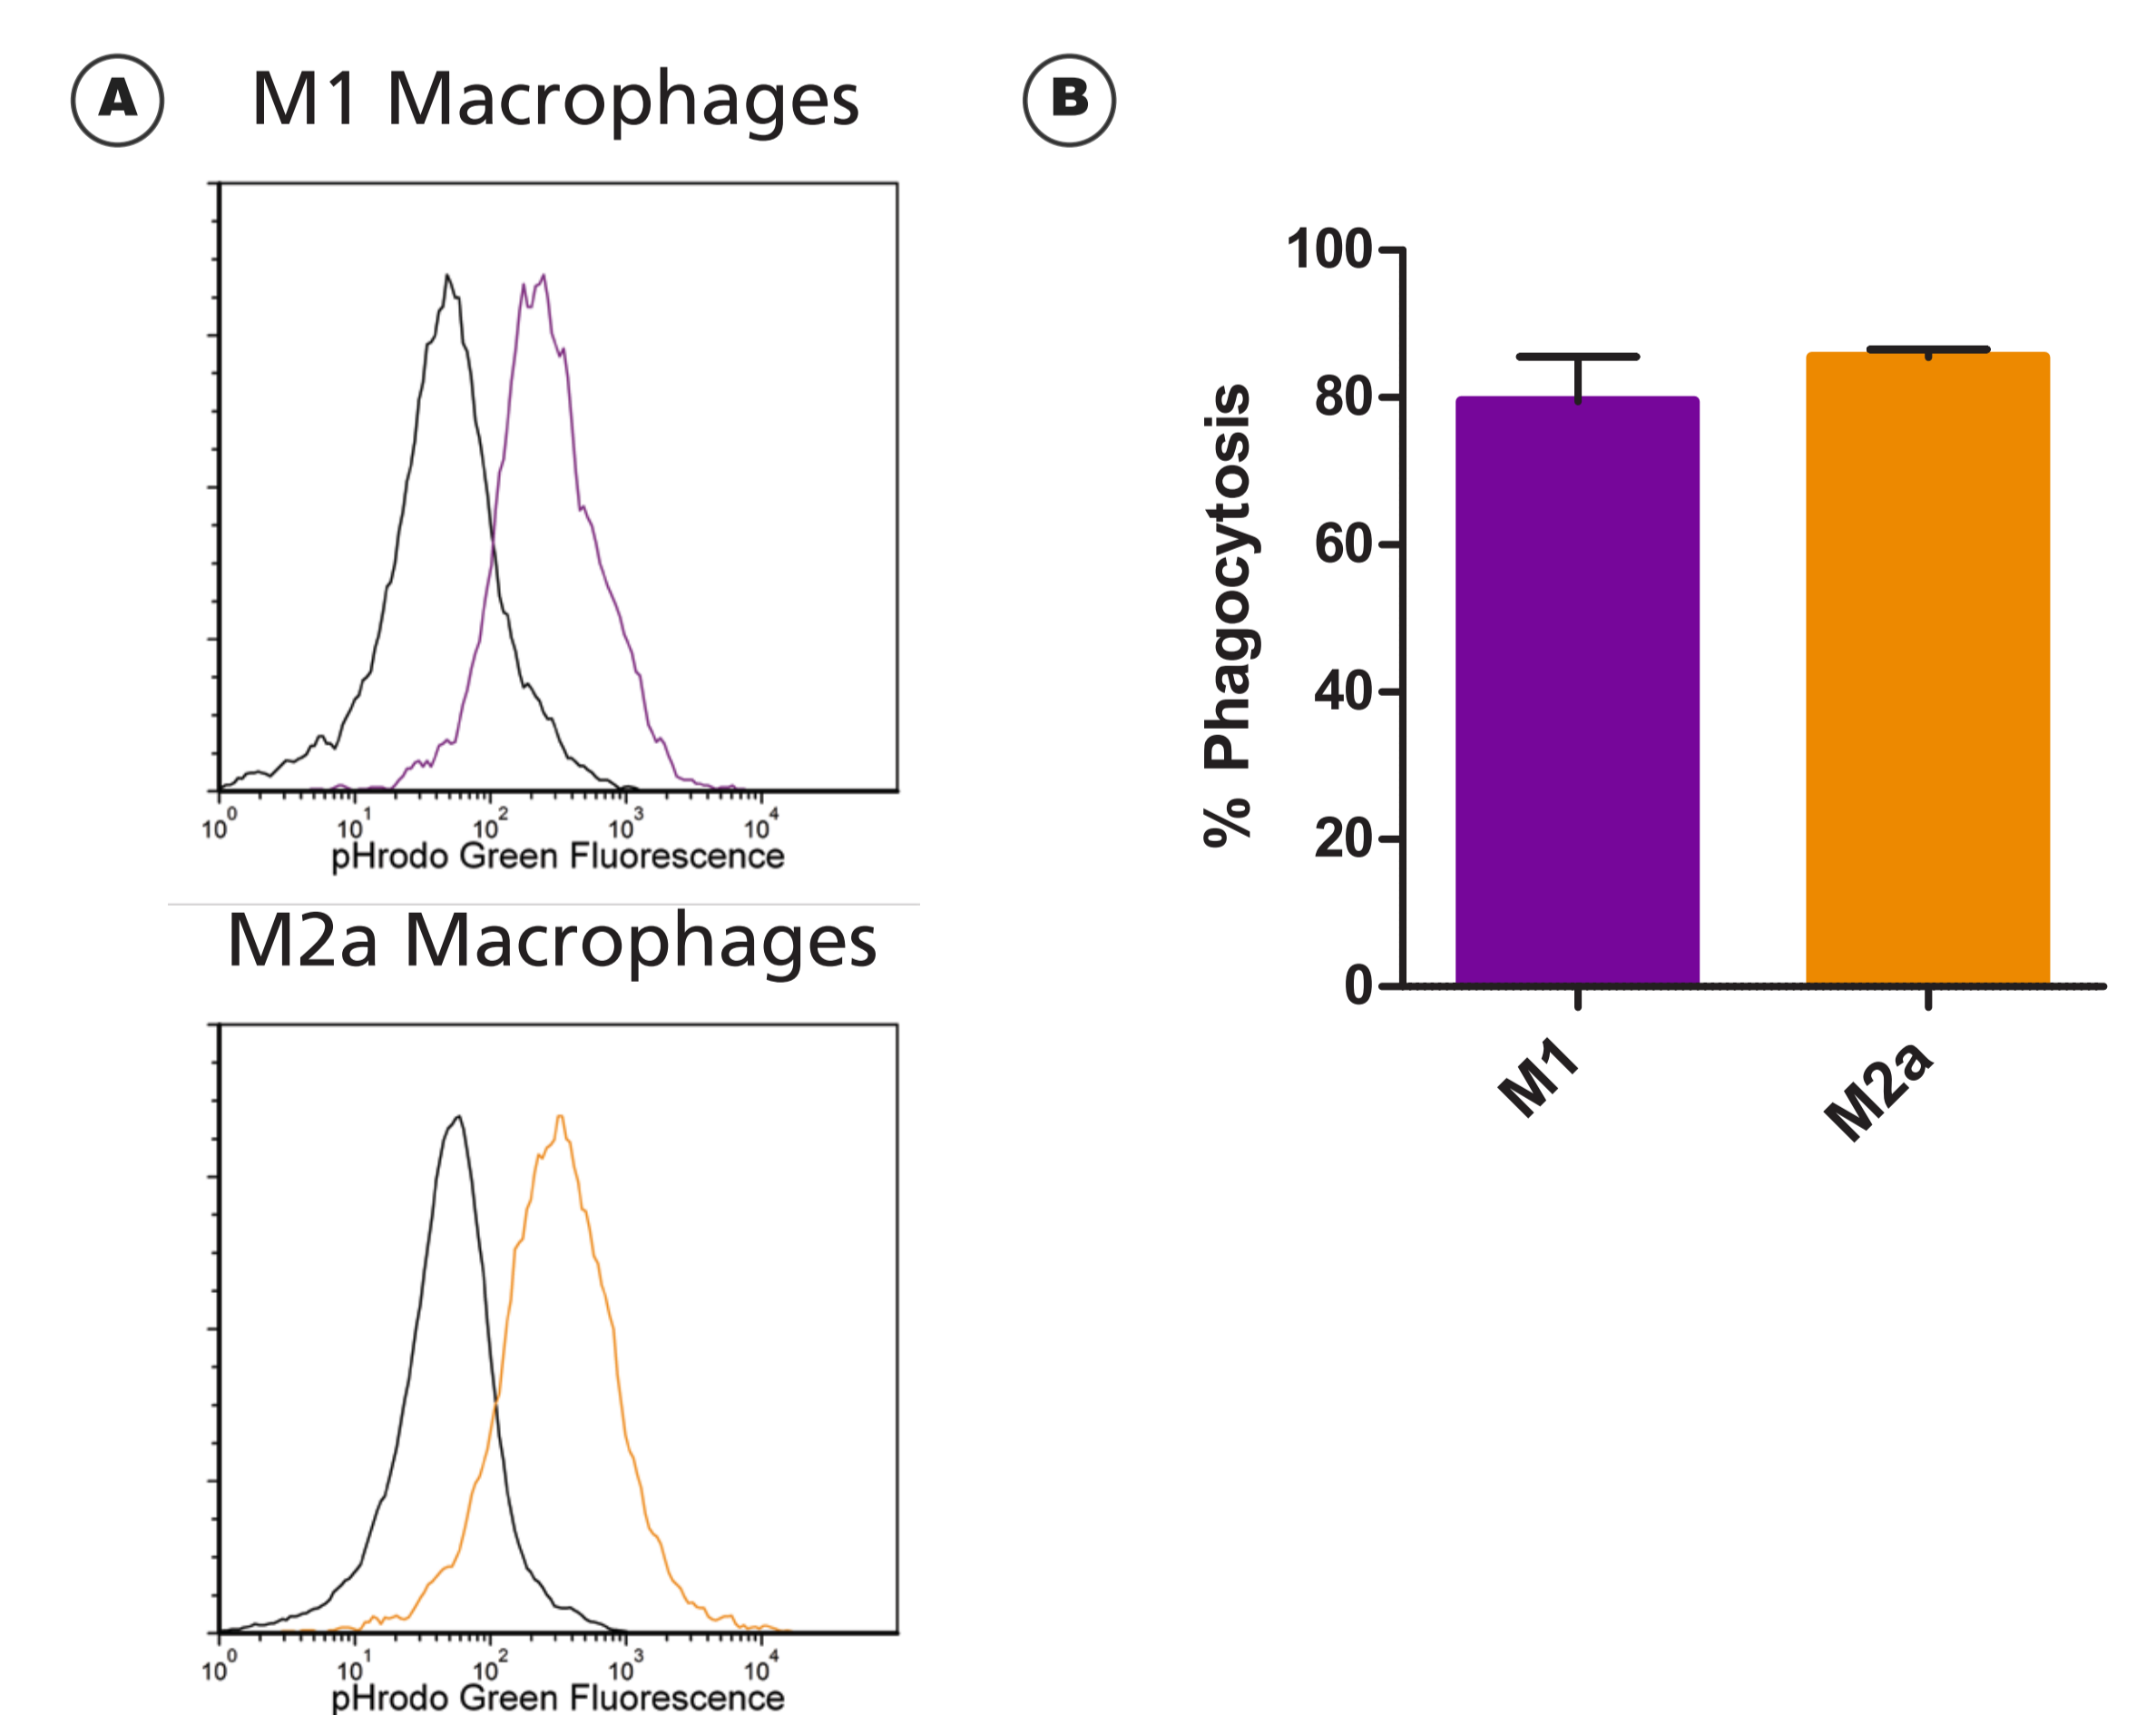 A
M1 Macrophages
10^0 10^1 10^2 10^3 10^4
pHrodo Green Fluorescence
M2a Macrophages
10^0 10^1 10^2 10^3 10^4
pHrodo Green Fluorescence
B
% Phagocytosis
100
80
60
40
20
0
M1
M2a